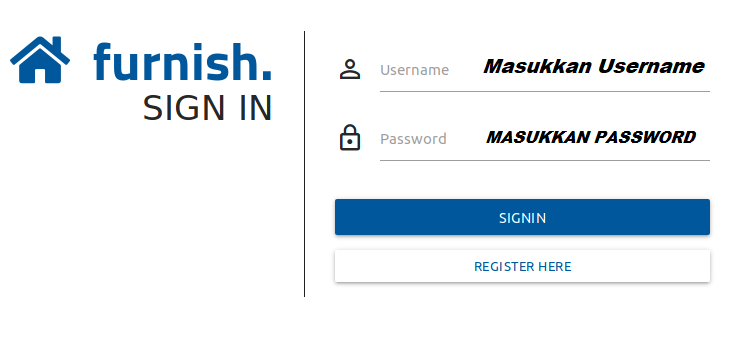 furnish.
SIGN IN
Username Masukkan Username
Password MASUKKAN PASSWORD
SIGNIN
REGISTER HERE